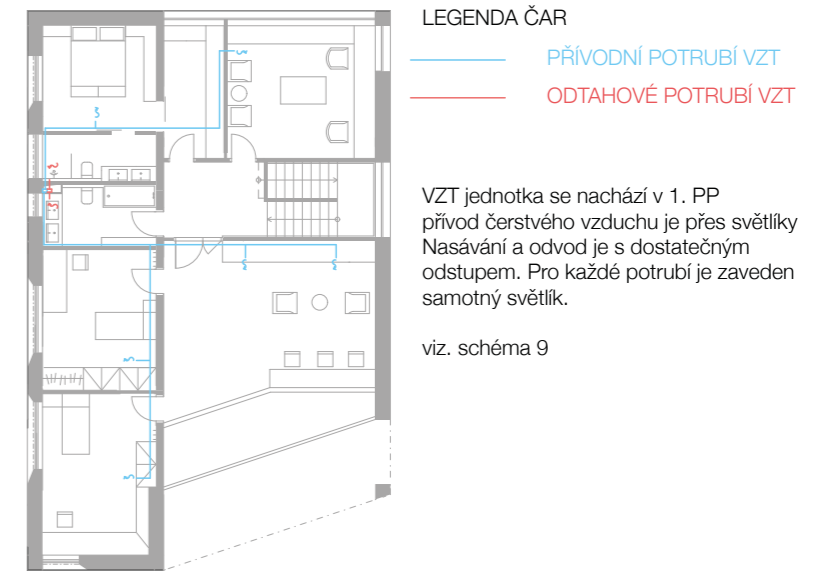 LEGENDA ČAR
PŘÍVODNÍ POTRUBÍ VZT
ODTAHOVÉ POTRUBÍ VZT
VZT jednotka se nachází v 1. PP
přívod čerstvého vzduchu je přes světlíky
Nasávání a odvod je s dostatečným
odstupem. Pro každé potrubí je zaveden
samotný světlík.
viz. schéma 9